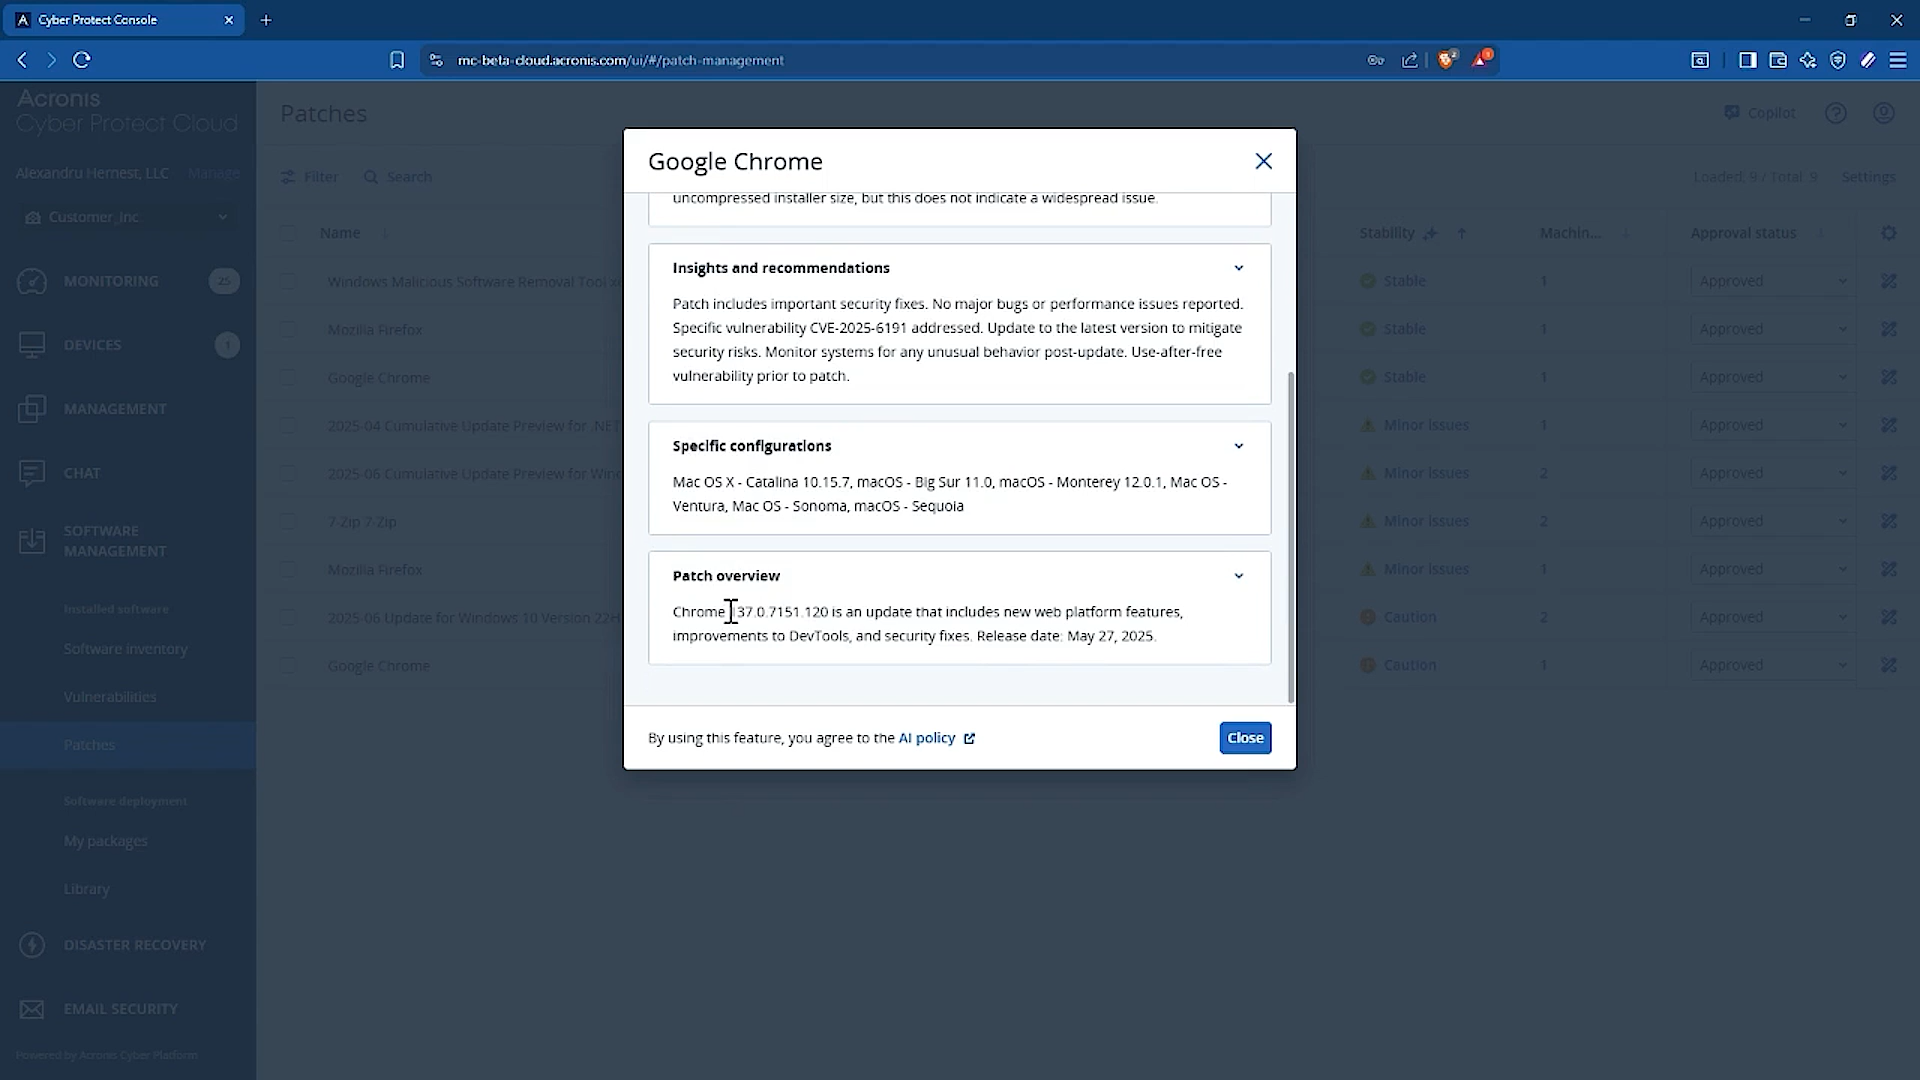 Cyber Protect Console
mc-beta-cloud.acronis.com/ui/#/patch-management
2
1
Acronis
Cyber Protect Cloud
Alexandru Hernest, LLC
Manage
Customer, Inc
MONITORING
25
DEVICES
1
MANAGEMENT
CHAT
SOFTWARE
MANAGEMENT
Installed software
Software inventory
Vulnerabilities
Patches
Software deployment
My packages
Library
DISASTER RECOVERY
EMAIL SECURITY
Powered by Acronis Cyber Platform
Patches
Copilot
Filter
Search
Loaded: 9 / Total: 9
Settings
Name
Stability
Machin...
Approval status
Windows Malicious Software Removal Tool
Stable
1
Approved
Mozilla Firefox
Stable
1
Approved
Google Chrome
Stable
1
Approved
2025-04 Cumulative Update Preview for .NET
Minor issues
1
Approved
2025-06 Cumulative Update Preview for
Minor issues
2
Approved
7-Zip 7-Zip
Minor issues
2
Approved
Mozilla Firefox
Minor issues
1
Approved
2025-06 Update for Windows 10 Version
Caution
2
Approved
Google Chrome
Caution
1
Approved
Google Chrome
uncompressed installer size, but this does not indicate a widespread issue.
Insights and recommendations
Patch includes important security fixes. No major bugs or performance issues reported.
Specific vulnerability CVE-2025-6191 addressed. Update to the latest version to mitigate
security risks. Monitor systems for any unusual behavior post-update. Use-after-free
vulnerability prior to patch.
Specific configurations
Mac OS X - Catalina 10.15.7, macOS - Big Sur 11.0, macOS - Monterey 12.0.1, Mac OS -
Ventura, Mac OS - Sonoma, macOS - Sequoia
Patch overview
Chrome 137.0.7151.120 is an update that includes new web platform features,
improvements to DevTools, and security fixes. Release date: May 27, 2025.
By using this feature, you agree to the AI policy
Close